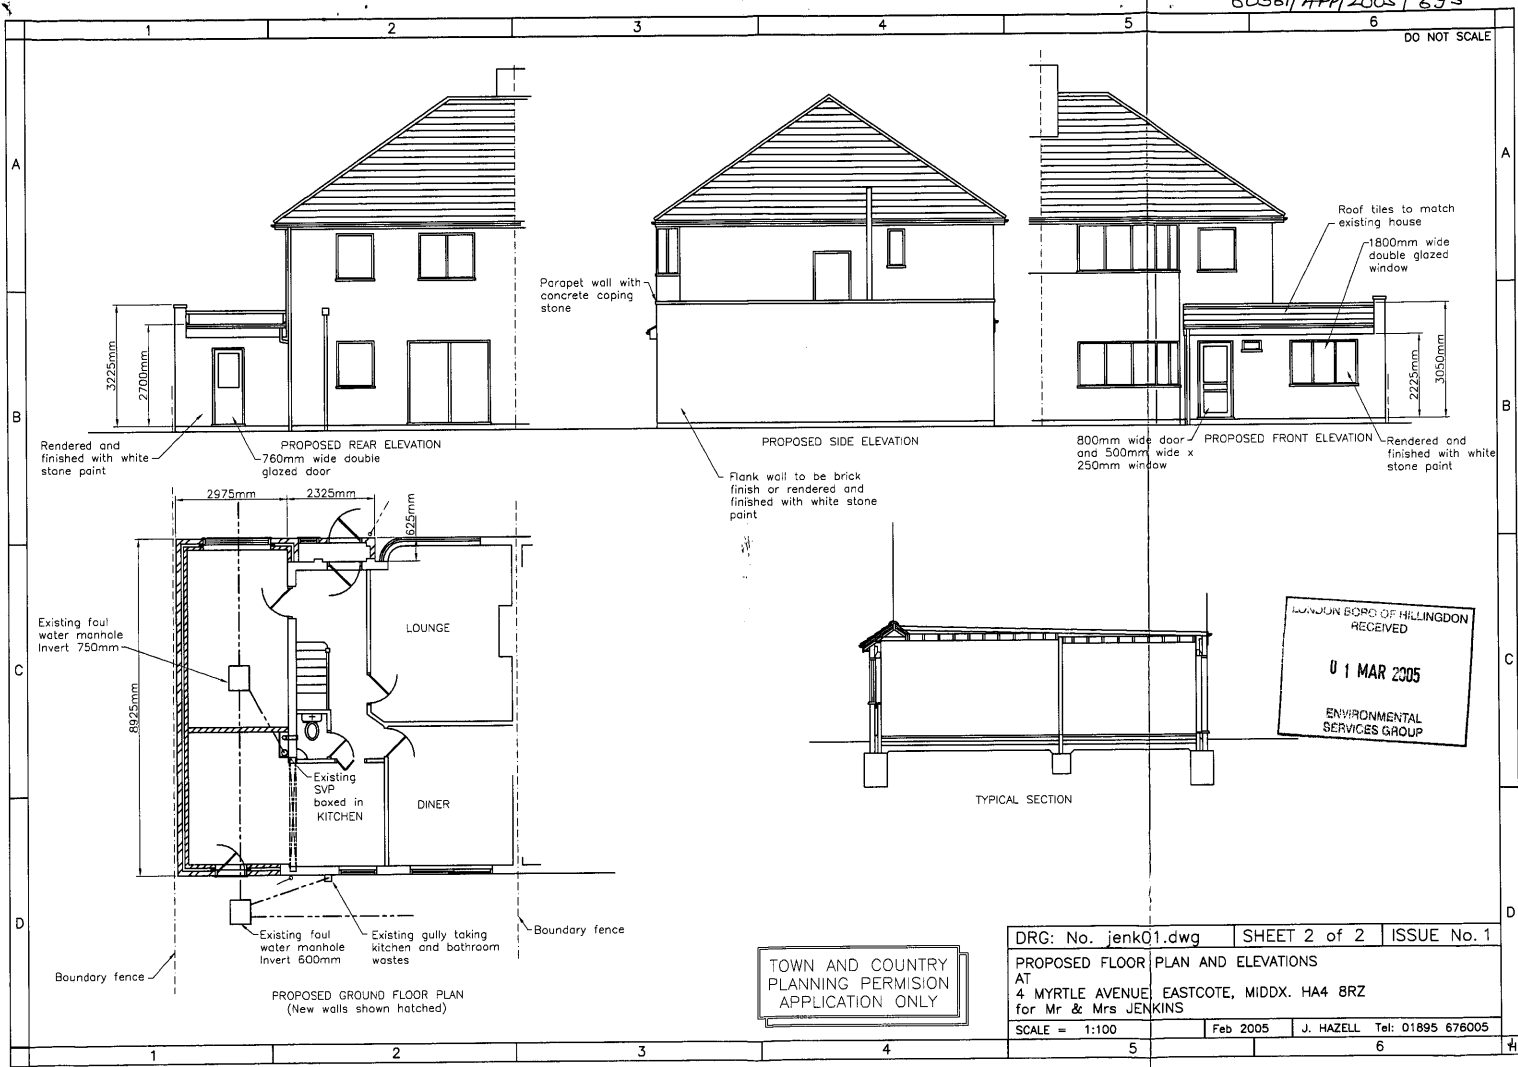 1 2 3 4 5 6
DO NOT SCALE
A
A
Roof tiles to match
existing house
1800mm wide
double glazed
window
Parapet wall with
concrete coping
stone
3225mm
2700mm
2225mm
3050mm
B
B
Rendered and
finished with white
stone paint
PROPOSED REAR ELEVATION
760mm wide double
glazed door
PROPOSED SIDE ELEVATION
Flank wall to be brick
finish or rendered and
finished with white stone
paint
800mm wide door
and 500mm wide x
250mm window
PROPOSED FRONT ELEVATION
Rendered and
finished with white
stone paint
2975mm
2325mm
625mm
8925mm
Existing foul
water manhole
Invert 750mm
LOUNGE
C
C
Existing
SVP
boxed in
KITCHEN
DINER
TYPICAL SECTION
LONDON BORO OF HILLINGDON
RECEIVED
01 MAR 2005
ENVIRONMENTAL
SERVICES GROUP
D
D
Existing foul
water manhole
Invert 600mm
Existing gully taking
kitchen and bathroom
wastes
Boundary fence
Boundary fence
PROPOSED GROUND FLOOR PLAN
(New walls shown hatched)
TOWN AND COUNTRY
PLANNING PERMISION
APPLICATION ONLY
DRG: No. jenk01.dwg SHEET 2 of 2 ISSUE No. 1
PROPOSED FLOOR PLAN AND ELEVATIONS
AT
4 MYRTLE AVENUE EASTCOTE, MIDDX. HA4 8RZ
for Mr & Mrs JENKINS
SCALE = 1:100 Feb 2005 J. HAZELL Tel: 01895 676005
1 2 3 4 5 6